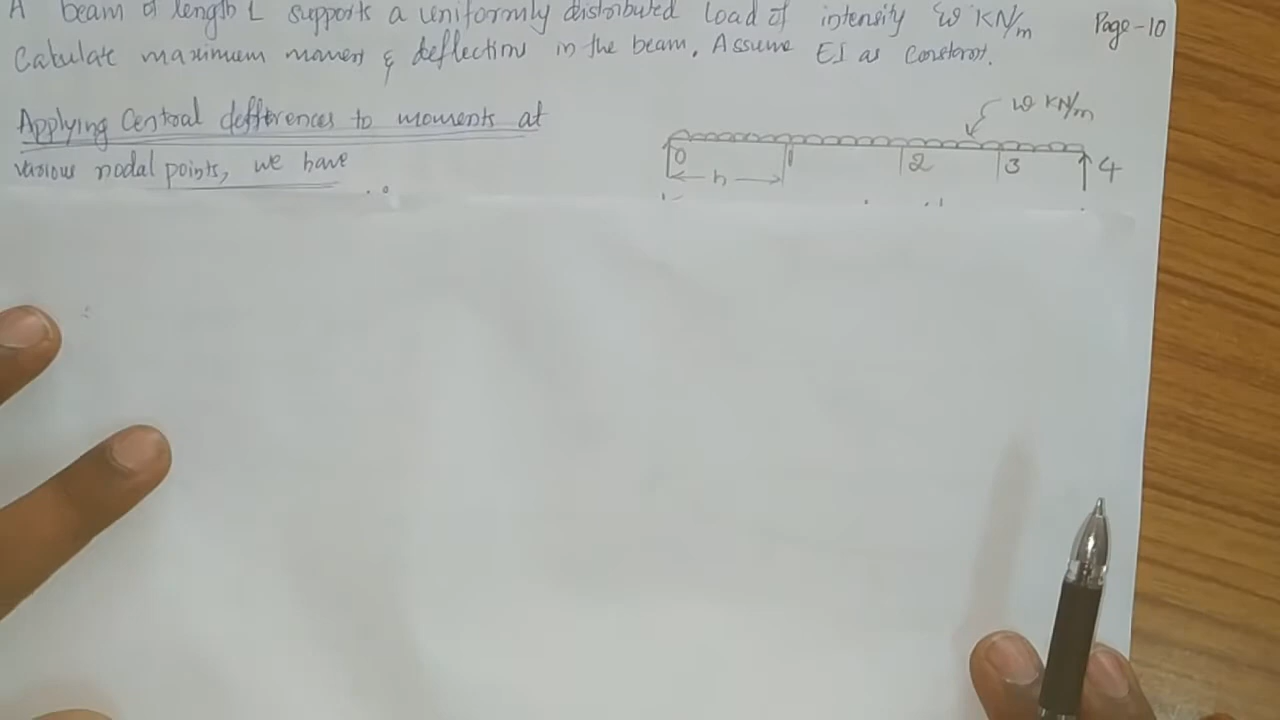 A beam of length L supports a uniformly distributed load of intensity w KN/m
Page-10
Calculate maximum moment & deflections in the beam. Assume EI as constant.
Applying Central differences to moments at
various nodal points, we have
w KN/m
0 1 2 3 4
h